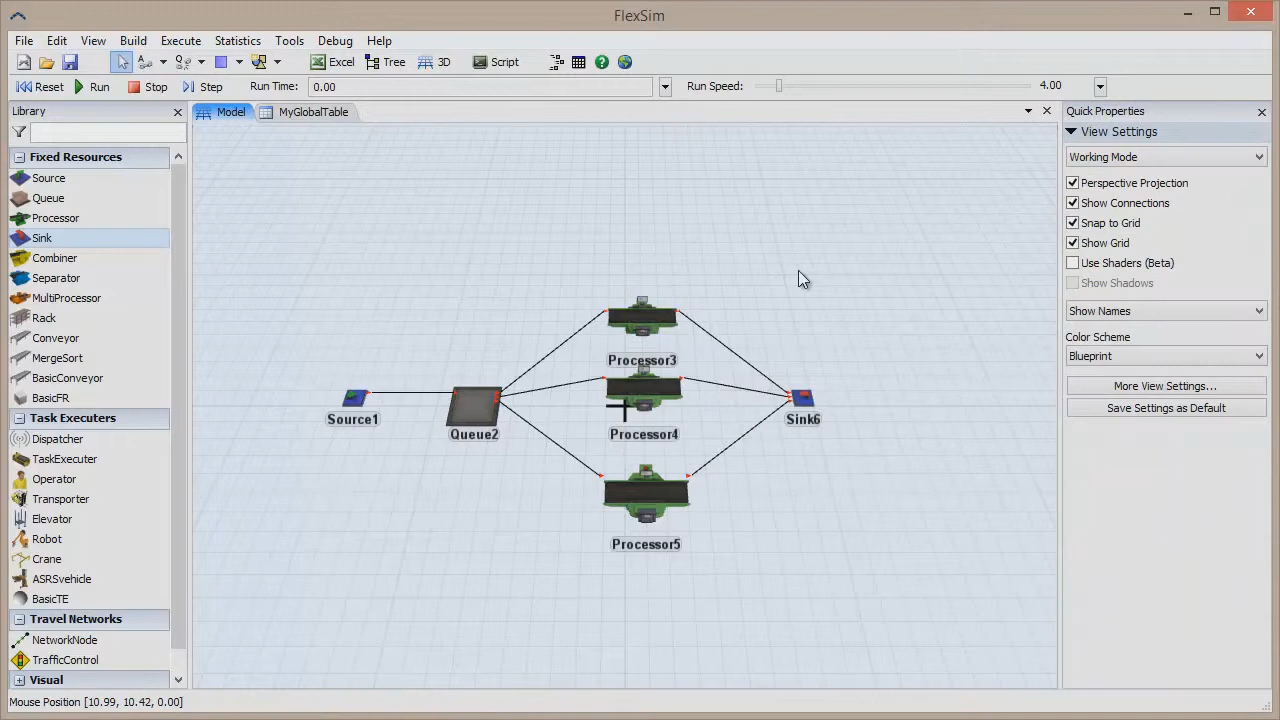 FlexSim
File Edit View Build Execute Statistics Tools Debug Help
Excel Tree 3D Script
Reset Run Stop Step Run Time: 0.00 Run Speed: 4.00
Library
Model MyGlobalTable
Quick Properties
View Settings
Working Mode
Perspective Projection
Show Connections
Snap to Grid
Show Grid
Use Shaders (Beta)
Show Shadows
Show Names
Color Scheme
Blueprint
More View Settings...
Save Settings as Default
Fixed Resources
Source
Queue
Processor
Sink
Combiner
Separator
MultiProcessor
Rack
Conveyor
MergeSort
BasicConveyor
BasicFR
Task Executers
Dispatcher
TaskExecuter
Operator
Transporter
Elevator
Robot
Crane
ASRSvehicle
BasicTE
Travel Networks
NetworkNode
TrafficControl
Visual
Processor3
Source1
Queue2
Processor4
Sink6
Processor5
Mouse Position [10.99, 10.42, 0.00]